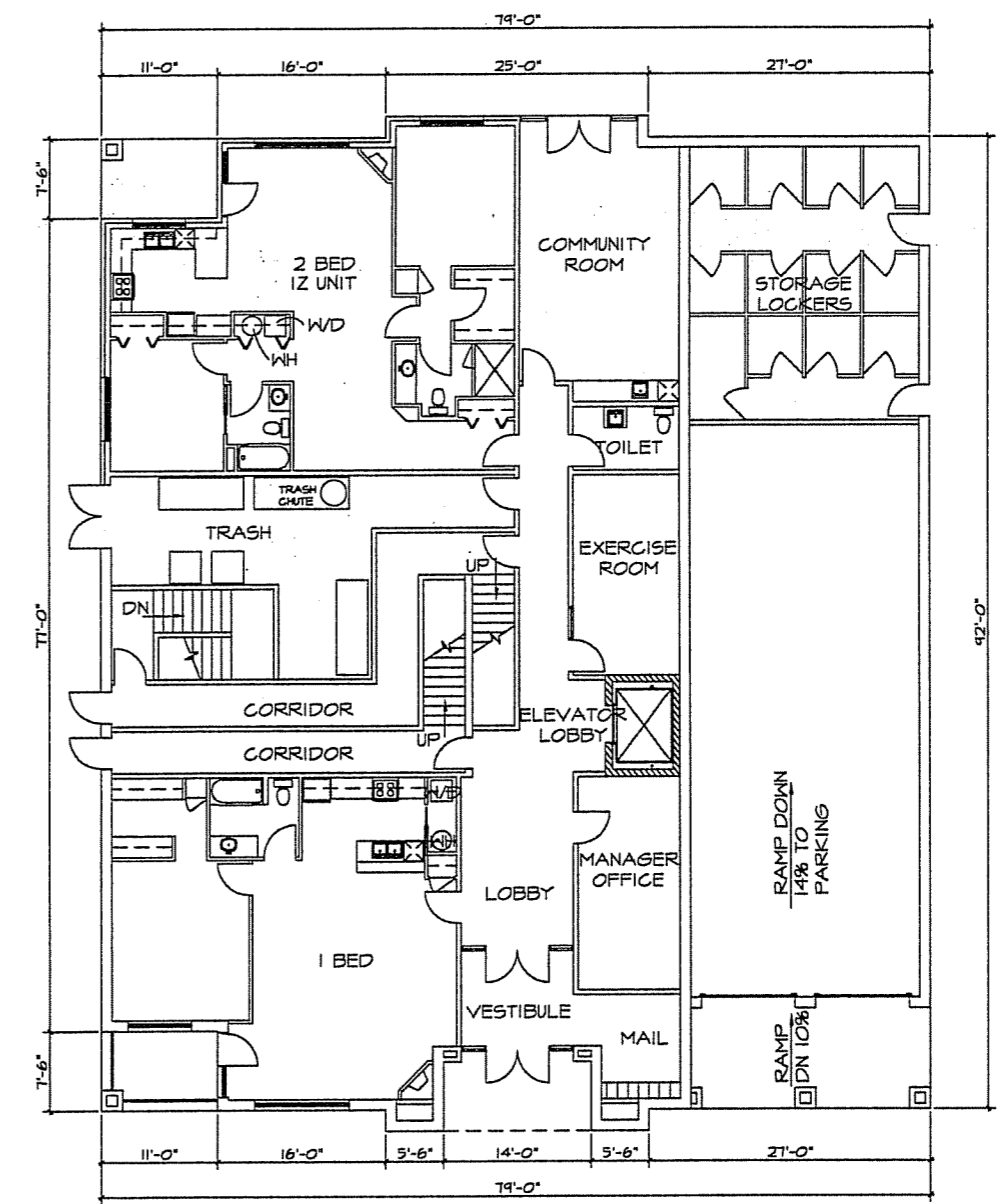 79'-0"
11'-0" 16'-0" 25'-0" 27'-0"
7'-6"
COMMUNITY
ROOM
2 BED
IZ UNIT
STORAGE
LOCKERS
W/D
WH
TOILET
TRASH
CHUTE
TRASH
EXERCISE
ROOM
UP
DN
77'-0"
92'-0"
CORRIDOR
ELEVATOR
LOBBY
UP
CORRIDOR
W/D
WH
RAMP DOWN
14% TO
PARKING
MANAGER
OFFICE
LOBBY
1 BED
VESTIBULE
MAIL
RAMP
DN 10%
7'-6"
11'-0" 16'-0" 5'-6" 14'-0" 5'-6" 27'-0"
79'-0"